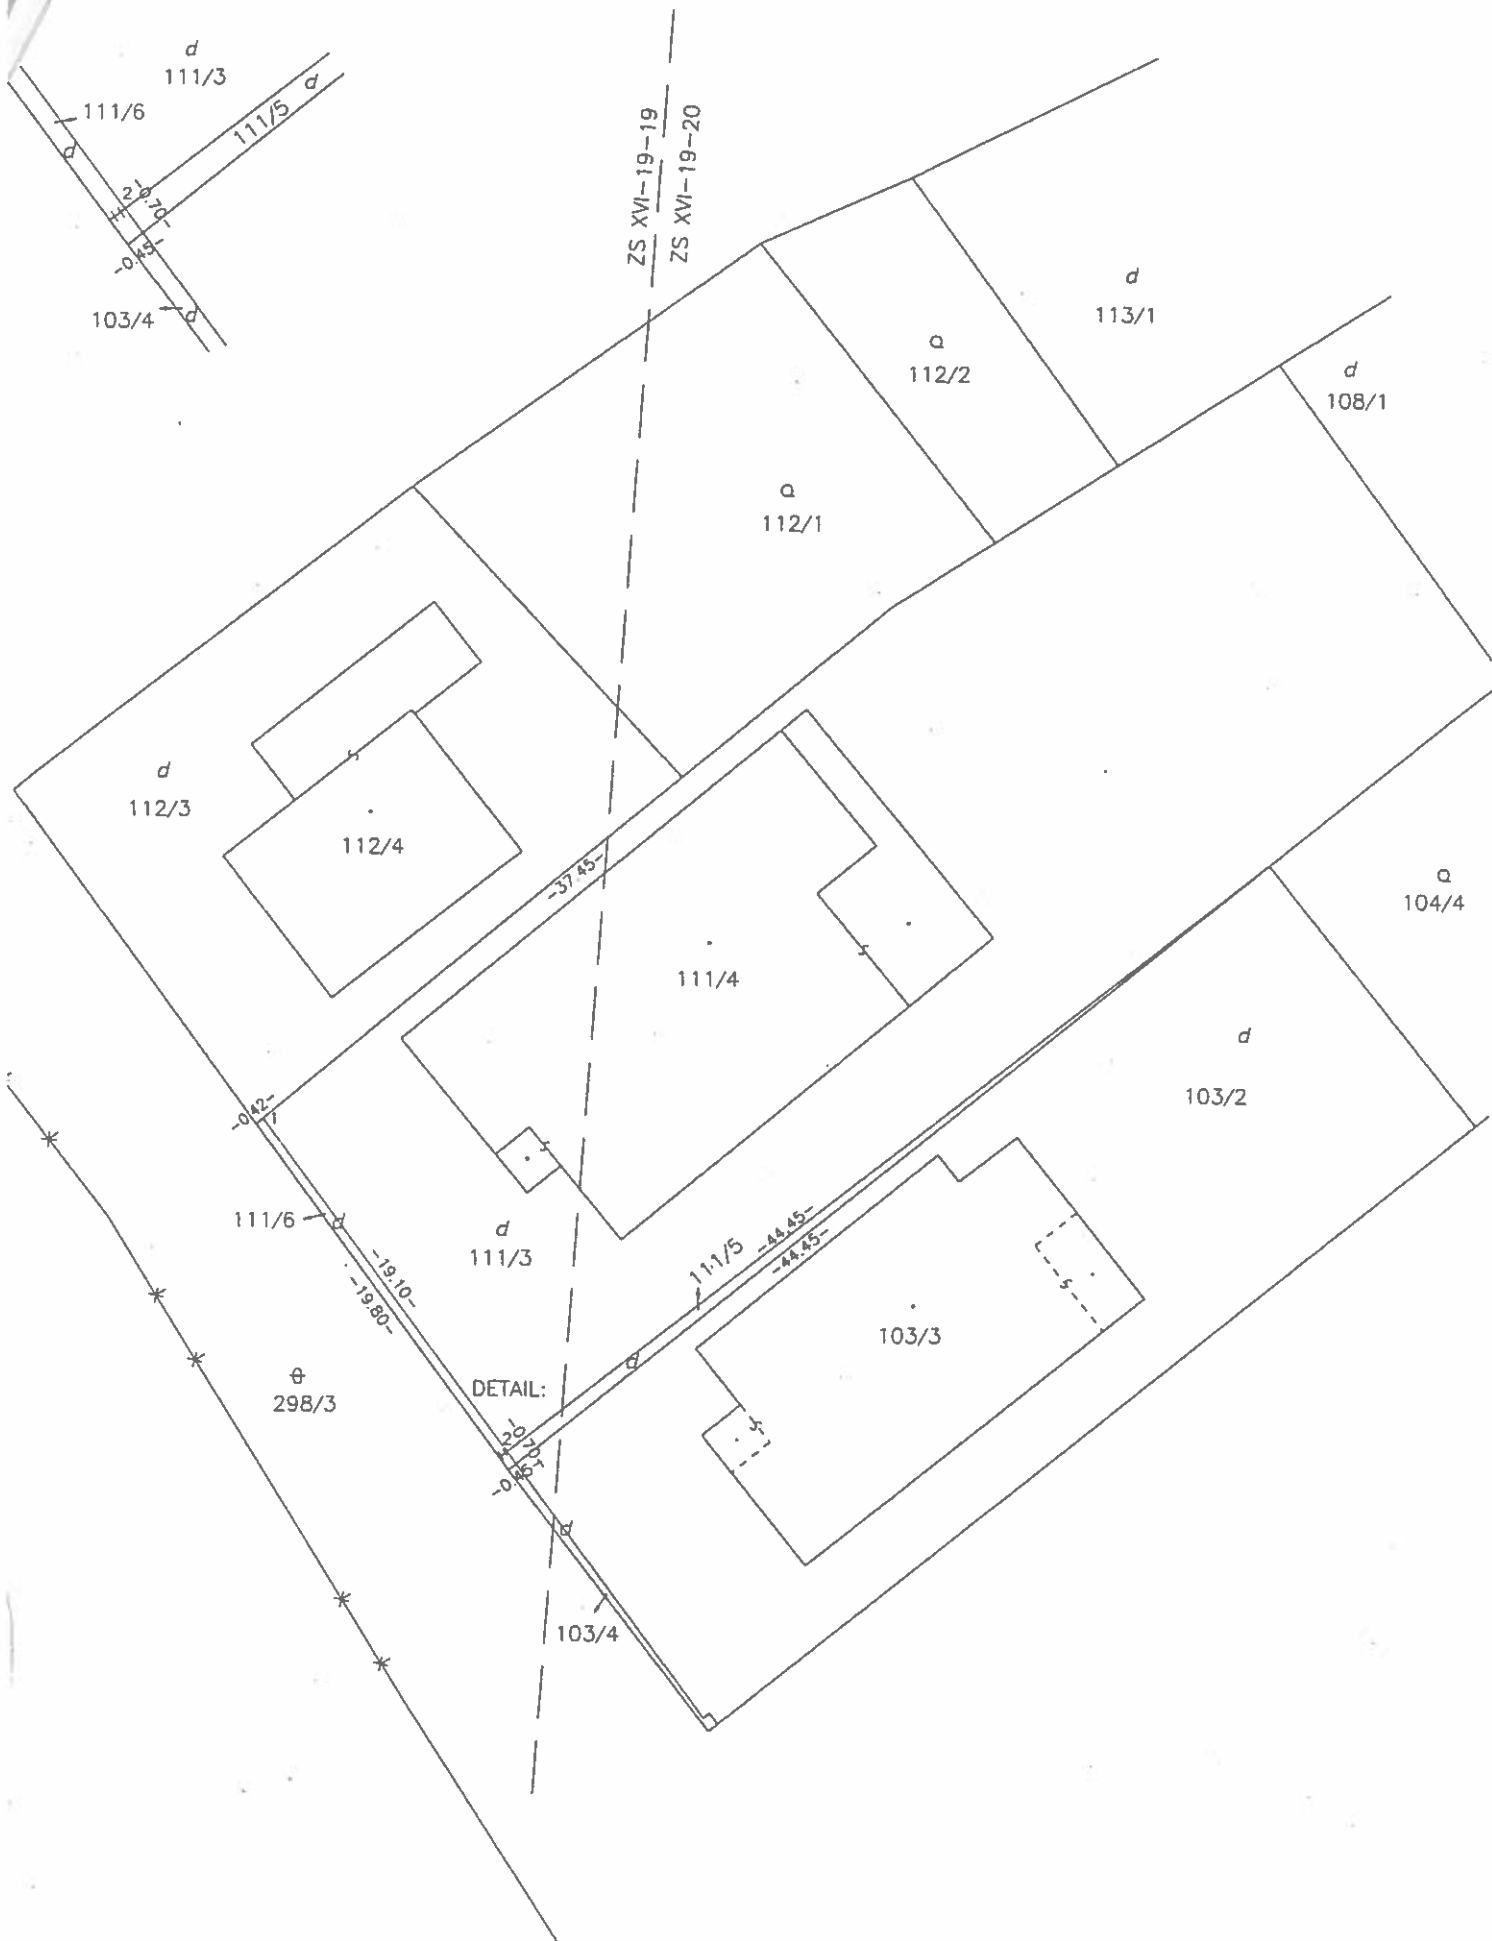 d
111/3
d
111/6
111/5
d
2
-0.70-
-0.45-
103/4
d
ZS XVI-19-19
ZS XVI-19-20
d
113/1
a
112/2
d
108/1
a
112/1
d
112/3
112/4
-37.45-
a
104/4
111/4
s
d
103/2
-0.42-
1
s
111/6
d
d
111/3
-19.10-
-19.80-
111/5
-44.45-
-44.45-
s
103/3
298/3
d
DETAIL:
2
-0.70-
-0.45-
s
d
103/4